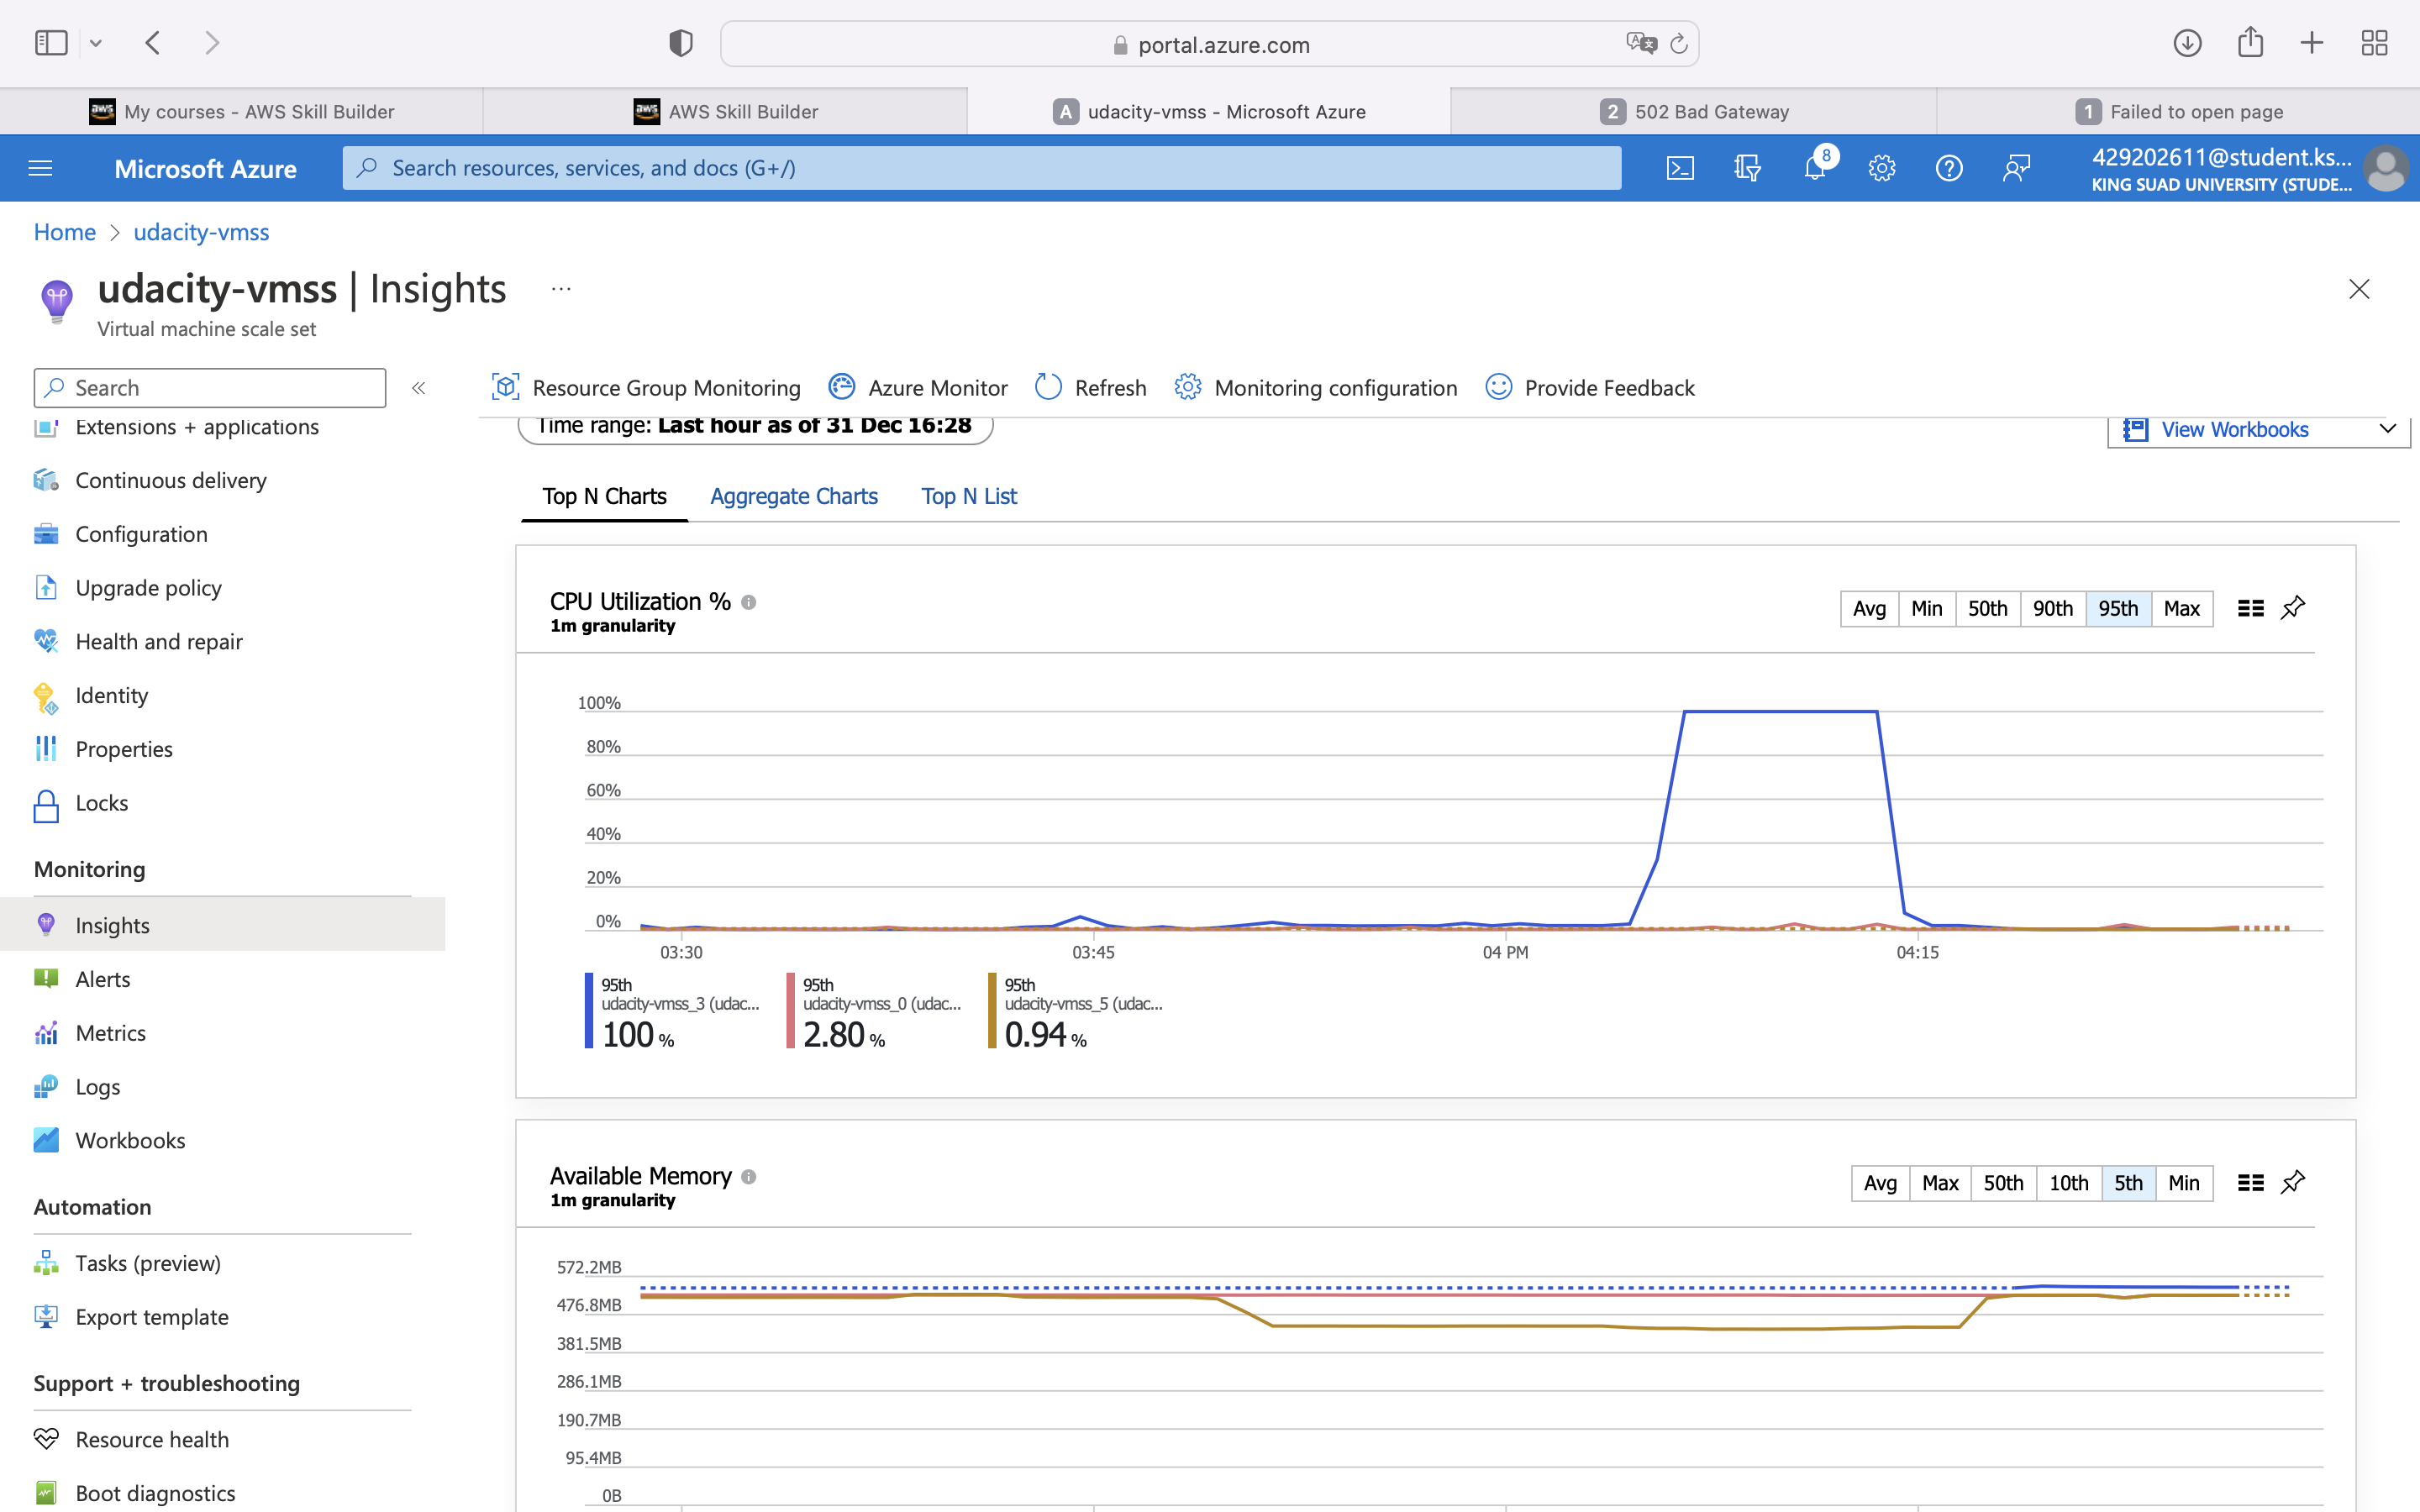 portal.azure.com
My courses - AWS Skill Builder
AWS Skill Builder
A udacity-vmss - Microsoft Azure
2 502 Bad Gateway
1 Failed to open page
Microsoft Azure
Search resources, services, and docs (G+/)
8
429202611@student.ks...
KING SUAD UNIVERSITY (STUDE...
Home > udacity-vmss
udacity-vmss | Insights ...
Virtual machine scale set
Search
«
Resource Group Monitoring
Azure Monitor
Refresh
Monitoring configuration
Provide Feedback
Extensions + applications
Continuous delivery
Configuration
Upgrade policy
Health and repair
Identity
Properties
Locks
Monitoring
Insights
Alerts
Metrics
Logs
Workbooks
Automation
Tasks (preview)
Export template
Support + troubleshooting
Resource health
Boot diagnostics
Time range: Last hour as of 31 Dec 16:28
View Workbooks
Top N Charts
Aggregate Charts
Top N List
CPU Utilization %
1m granularity
Avg Min 50th 90th 95th Max
100%
80%
60%
40%
20%
0%
03:30 03:45 04 PM 04:15
95th
udacity-vmss_3 (udac...
100 %
95th
udacity-vmss_0 (udac...
2.80 %
95th
udacity-vmss_5 (udac...
0.94 %
Available Memory
1m granularity
Avg Max 50th 10th 5th Min
572.2MB
476.8MB
381.5MB
286.1MB
190.7MB
95.4MB
0B